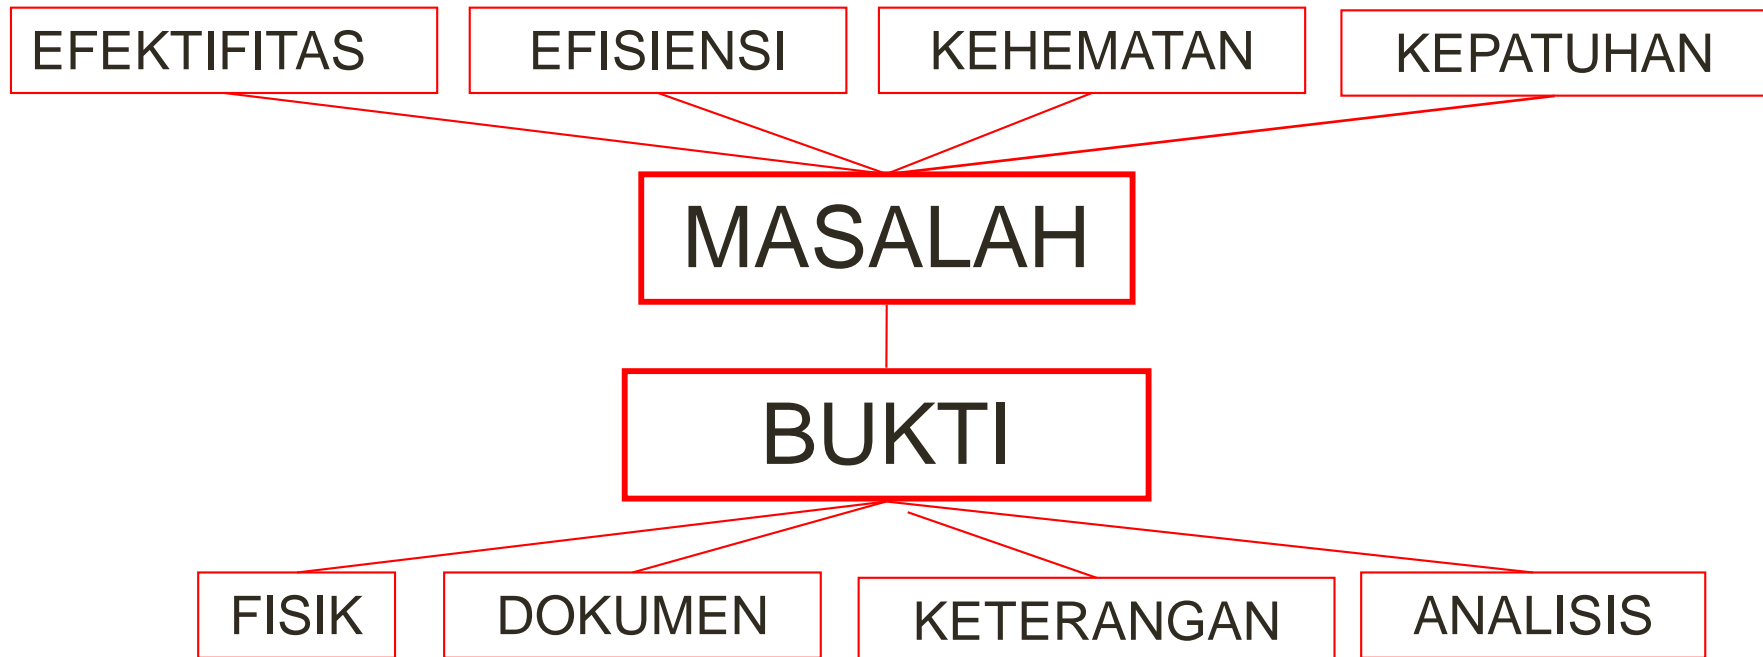 EFEKTIFITAS
EFISIENSI
KEHEMATAN
KEPATUHAN
MASALAH
BUKTI
FISIK
DOKUMEN
KETERANGAN
ANALISIS